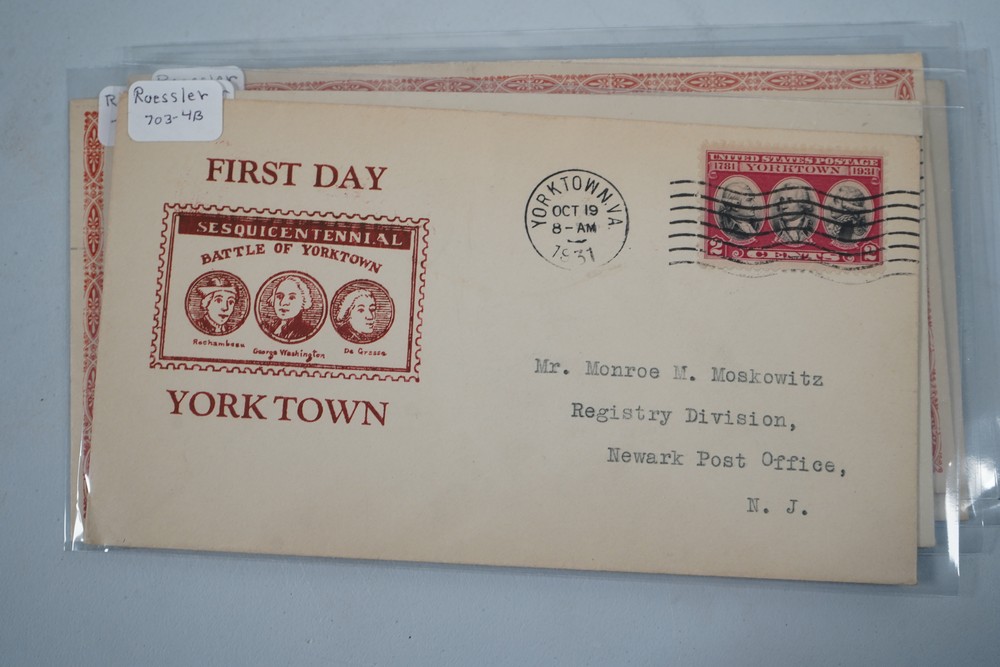 Roessler
703-4B
FIRST DAY
SESQUICENTENNIAL
BATTLE OF YORKTOWN
Rochambeau
George Washington
De Grasse
YORK TOWN
YORKTOWN, VA.
OCT 19
8-AM
1931
UNITED STATES POSTAGE
1781 YORKTOWN 1931
2 CENTS 2
Mr. Monroe M. Moskowitz
Registry Division,
Newark Post Office,
N. J.